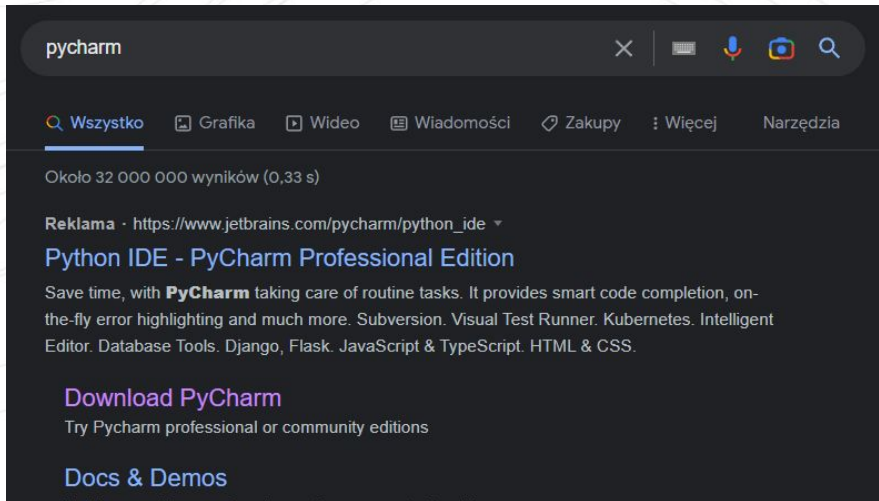 pycharm
Wszystko Grafika Wideo Wiadomości Zakupy Więcej Narzędzia
Około 32 000 000 wyników (0,33 s)
Reklama · https://www.jetbrains.com/pycharm/python_ide
Python IDE - PyCharm Professional Edition
Save time, with PyCharm taking care of routine tasks. It provides smart code completion, on-
the-fly error highlighting and much more. Subversion. Visual Test Runner. Kubernetes. Intelligent
Editor. Database Tools. Django, Flask. JavaScript & TypeScript. HTML & CSS.
Download PyCharm
Try Pycharm professional or community editions
Docs & Demos